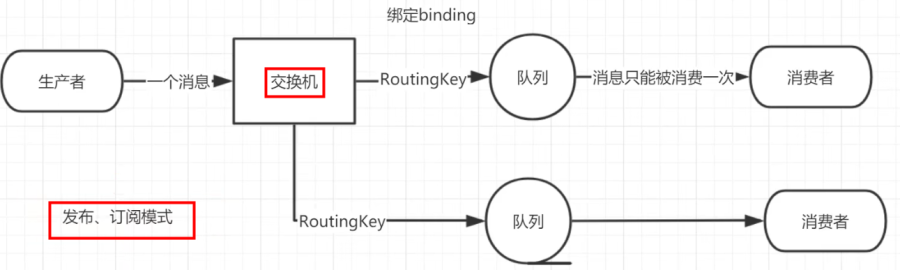 绑定binding
生产者
一个消息
交换机
RoutingKey
队列
消息只能被消费一次
消费者
发布、订阅模式
RoutingKey
队列
消费者